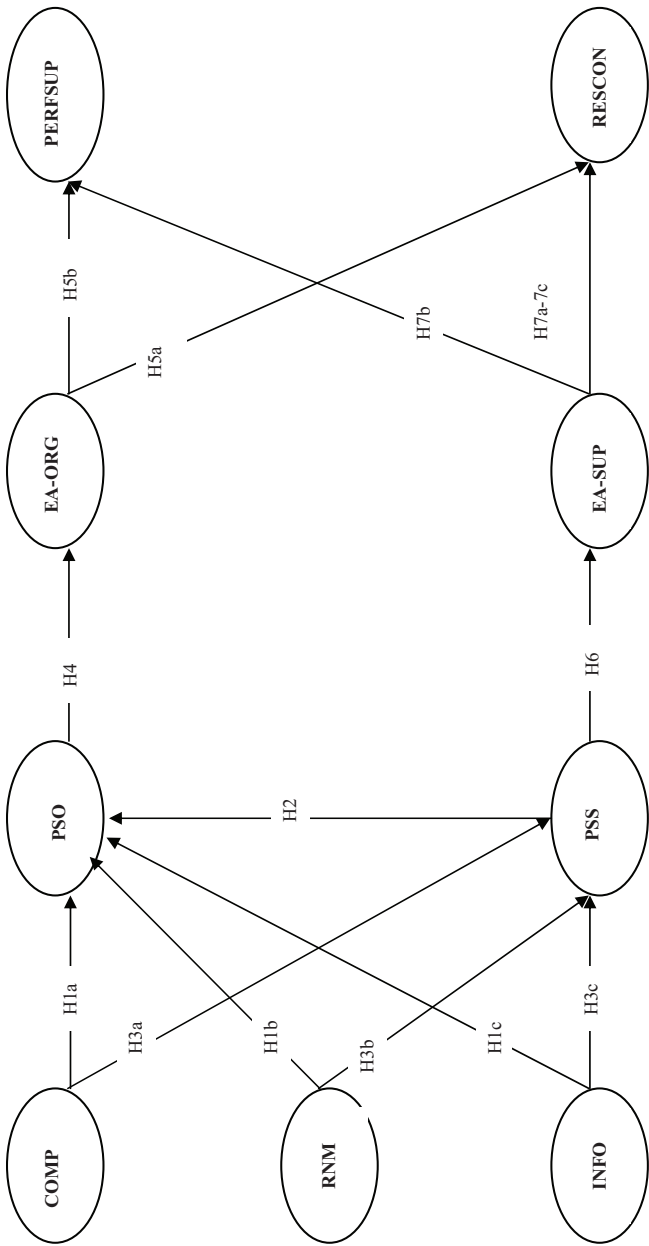 COMP
RNM
INFO
H1a
H3a
H1b
H3b
H1c
H3c
PSO
H2
PSS
H4
H6
EA-ORG
EA-SUP
H5b
H5a
H7b
H7a-7c
PERFSUP
RESCON